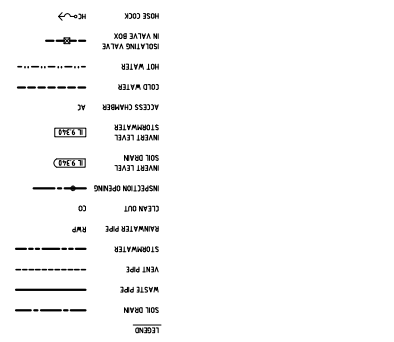 LEGEND
SOIL DRAIN
WASTE PIPE
VENT PIPE
STORMWATER
RAINWATER PIPE RWP
CLEAN OUT CO
INSPECTION OPENING
INVERT LEVEL
SOIL DRAIN
IL 9.340
INVERT LEVEL
STORMWATER
IL 9.340
ACCESS CHAMBER AC
COLD WATER
HOT WATER
ISOLATING VALVE
IN VALVE BOX
HOSE COCK HC